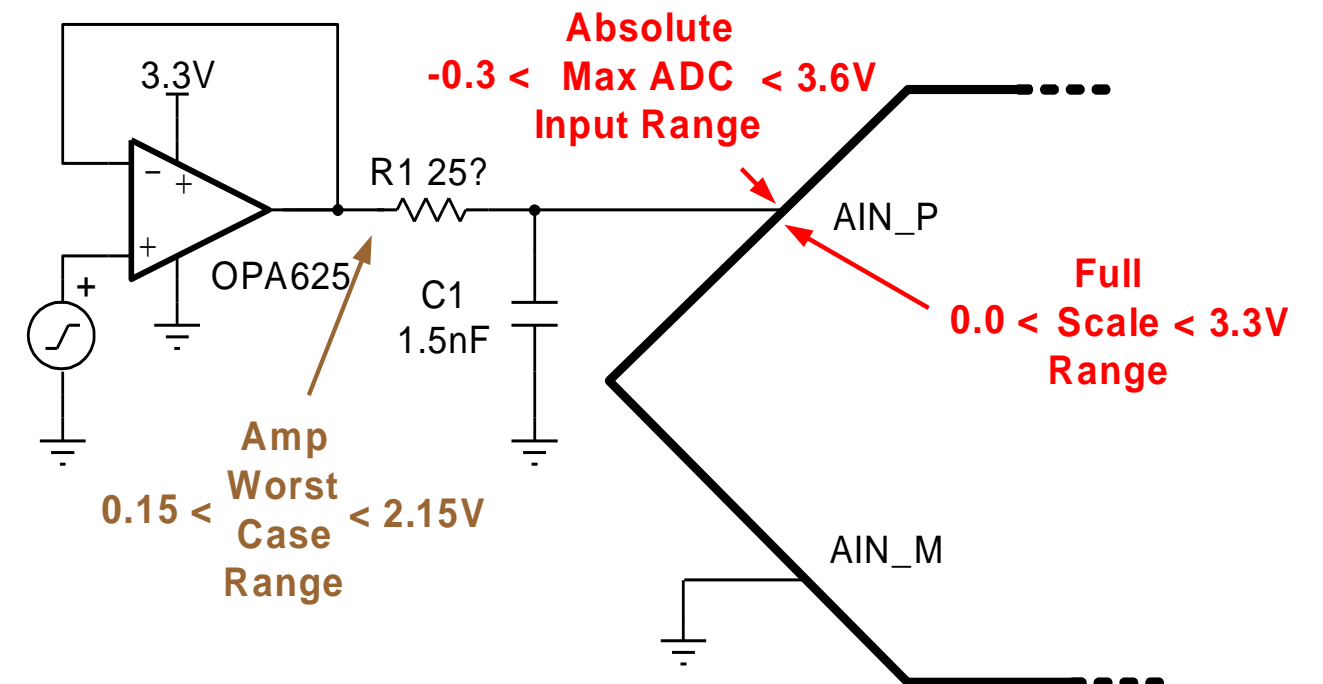 Absolute
-0.3 < Max ADC < 3.6V
Input Range
3.3V
R1 25?
−
+
+
+
OPA625
AIN_P
C1
1.5nF
Full
0.0 < Scale < 3.3V
Range
Amp
Worst
0.15 < < 2.15V
Case
Range
AIN_M